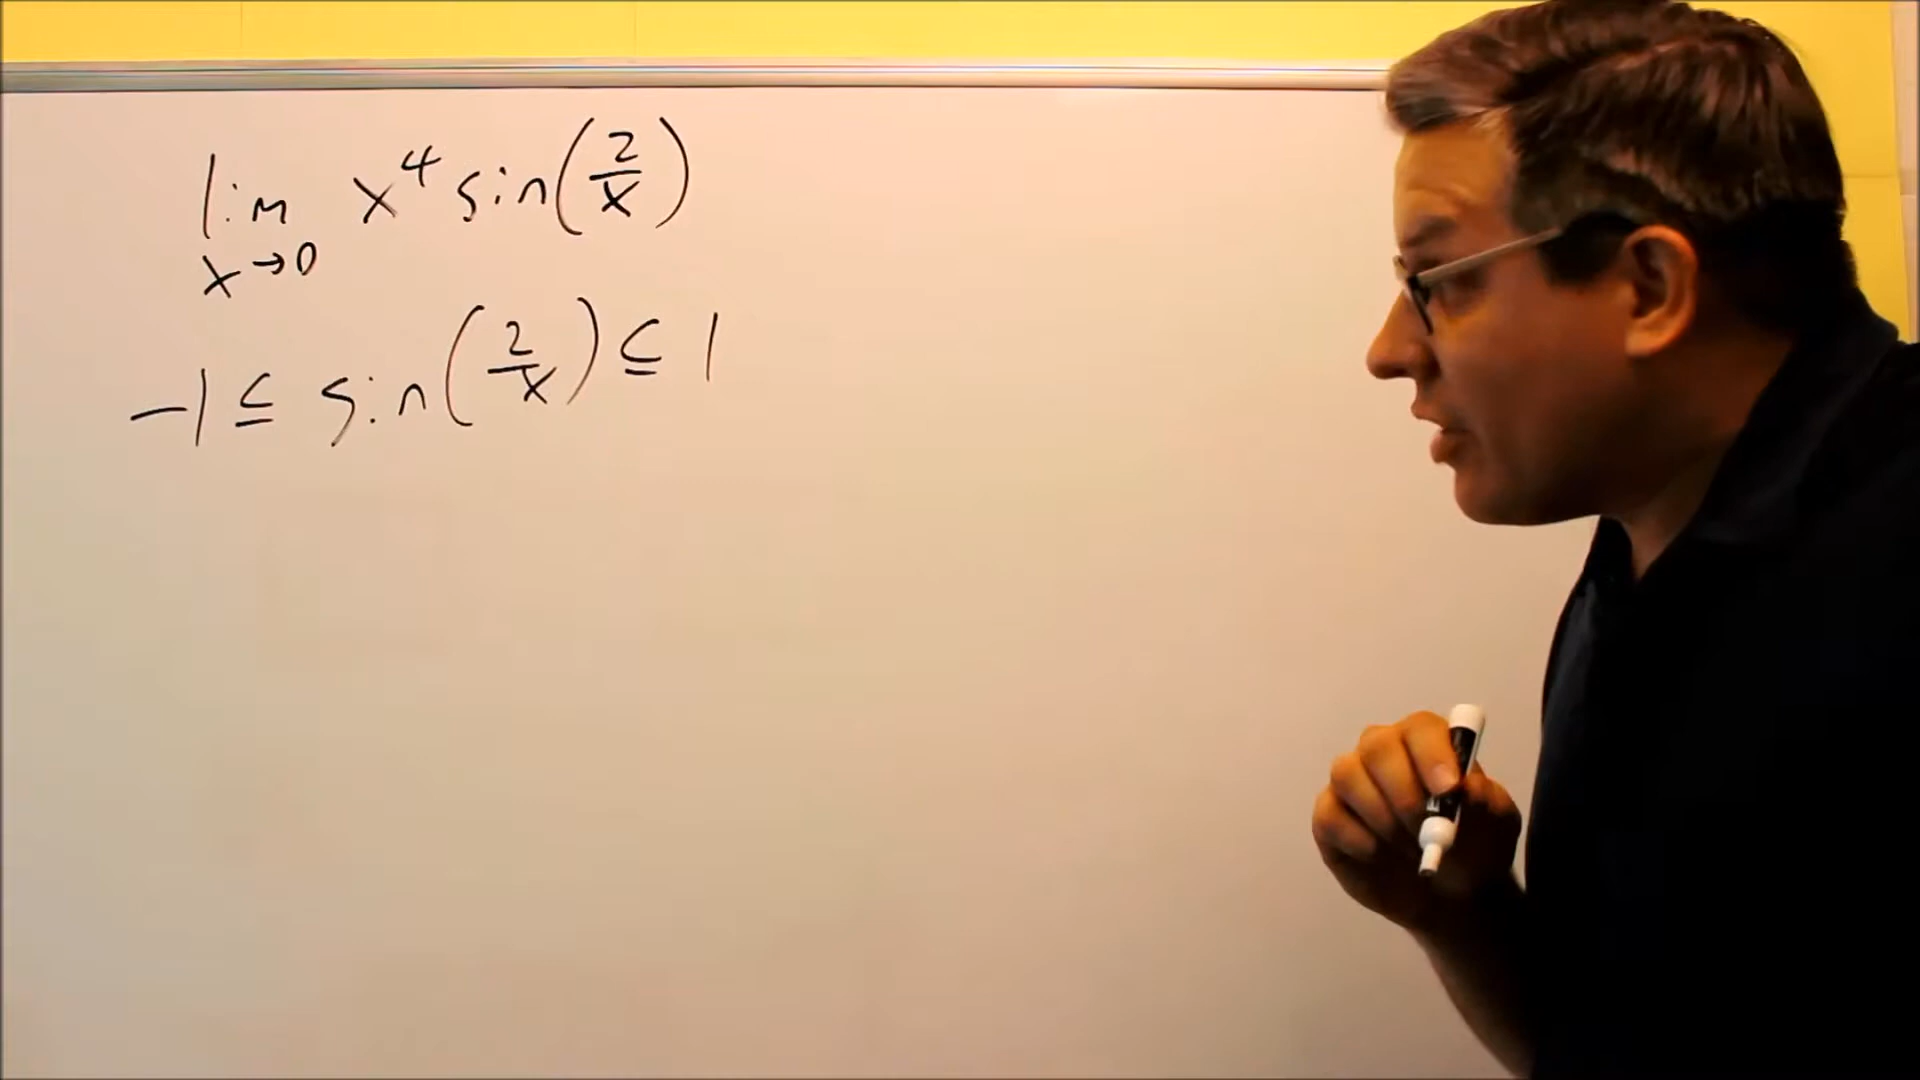 lim x→0 x⁴ sin(2/x)
-1 ≤ sin(2/x) ≤ 1